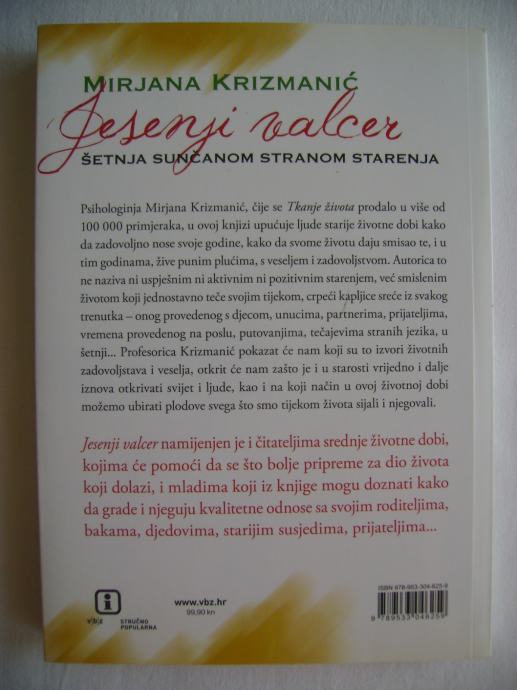 Mirjana Krizmanić
Jesenji valcer
šetnja sunčanom stranom starenja
Psihologinja Mirjana Krizmanić, čije se Tkanje života prodalo u više od
100 000 primjeraka, u ovoj knjizi upućuje ljude starije životne dobi kako
da zadovoljno nose svoje godine, kako da svome životu daju smisao te, i u
tim godinama, žive punim plućima, s veseljem i zadovoljstvom. Autorica to
ne naziva ni uspješnim ni aktivnim ni pozitivnim starenjem, već smislenim
životom koji jednostavno teče svojim tijekom, crpeći kapljice sreće iz svakog
trenutka – onog provedenog s djecom, unucima, partnerima, prijateljima,
vremena provedenog na poslu, putovanjima, tečajevima stranih jezika, u
šetnji... Profesorica Krizmanić pokazat će nam koji su to izvori životnih
zadovoljstava i veselja, otkrit će nam zašto je i u starosti vrijedno i dalje
iznova otkrivati svijet i ljude, kao i na koji način u ovoj životnoj dobi
možemo ubirati plodove svega što smo tijekom života sijali i njegovali.
Jesenji valcer namijenjen je i čitateljima srednje životne dobi,
kojima će pomoći da se što bolje pripreme za dio života
koji dolazi, i mladima koji iz knjige mogu doznati kako
da grade i njeguju kvalitetne odnose sa svojim roditeljima,
bakama, djedovima, starijim susjedima, prijateljima...
i
v|b|z
STRUČNO
POPULARNA
www.vbz.hr
99,90 kn
ISBN 978-953-304-625-9
9 789533 046259